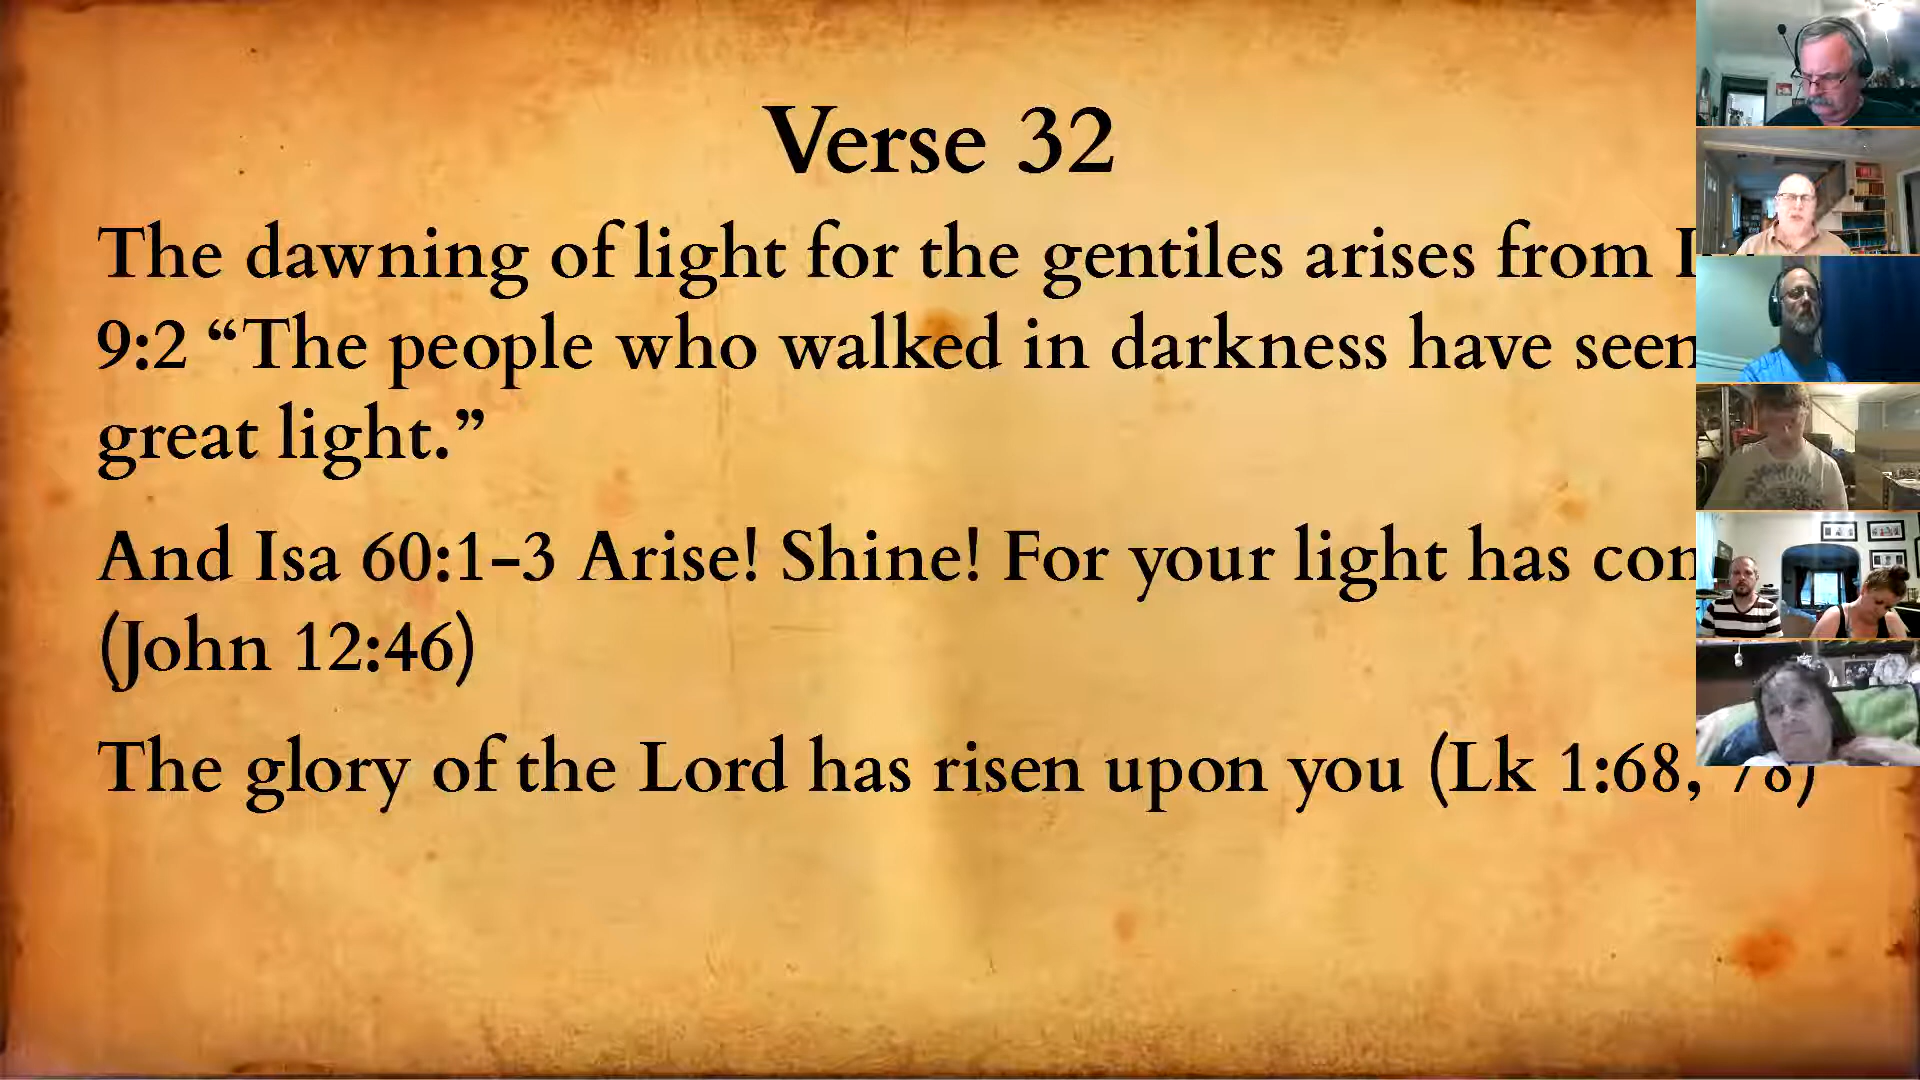 Verse 32
The dawning of light for the gentiles arises from
9:2 “The people who walked in darkness have seen
great light.”
And Isa 60:1-3 Arise! Shine! For your light has
(John 12:46)
The glory of the Lord has risen upon you (Lk 1:68, 78)